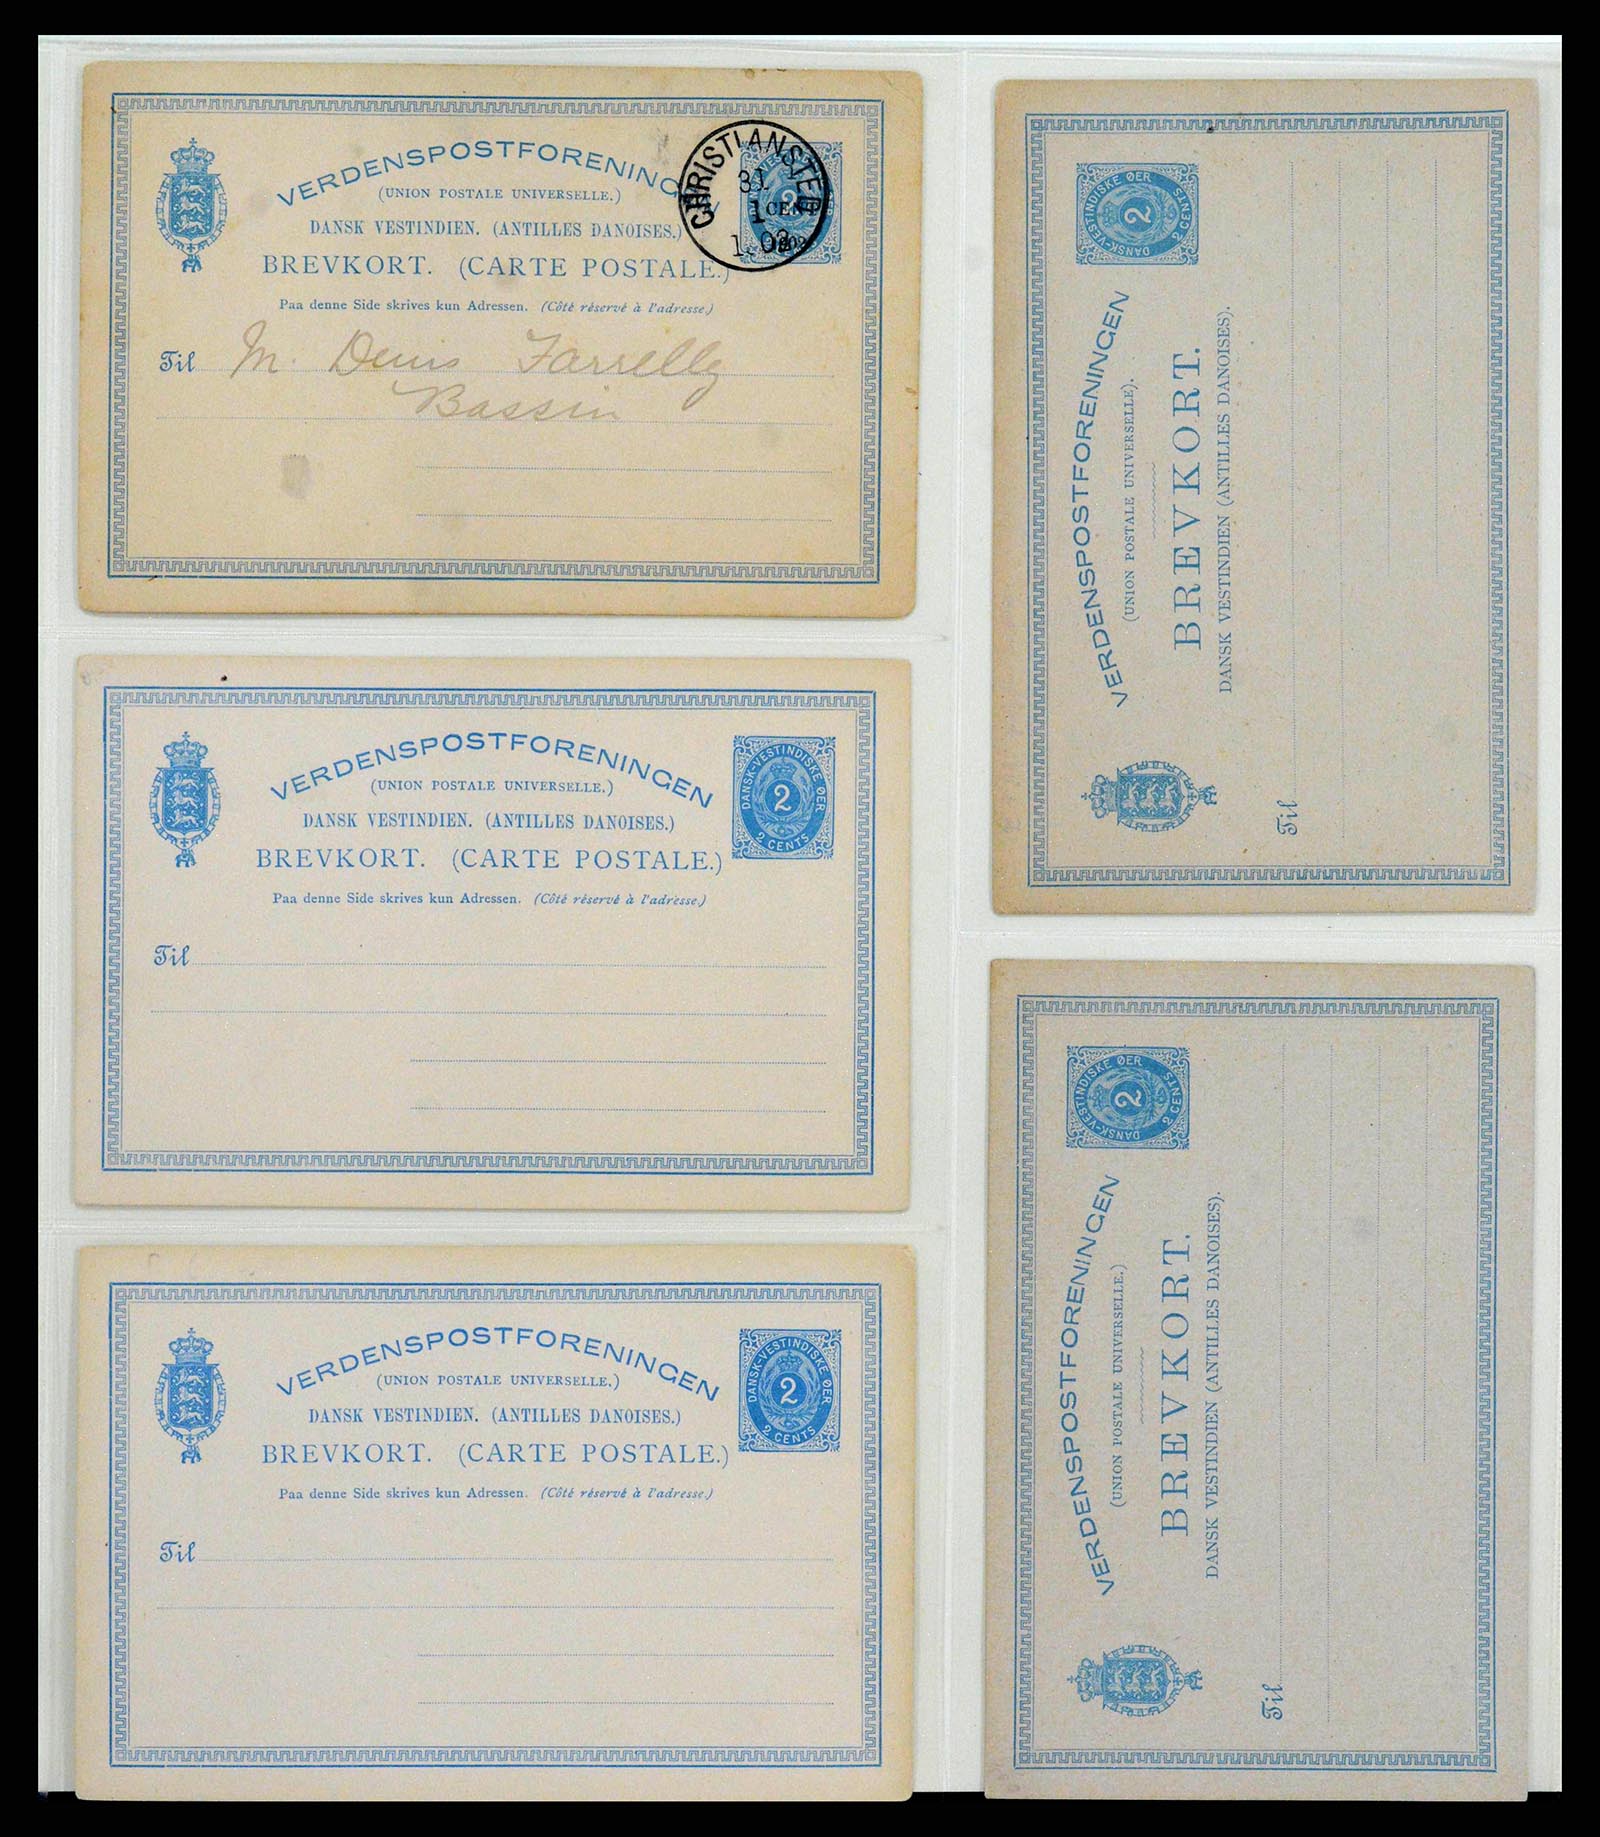 VERDENSPOSTFORENINGEN
(UNION POSTALE UNIVERSELLE.)
DANSK VESTINDIEN. (ANTILLES DANOISES.)
BREVKORT. (CARTE POSTALE.)
Paa denne Side skrives kun Adressen. (Côté réservé à l'adresse.)
CHRISTIANSTED
31
1
2
1 CENT
1902
Til M. Denis Farrelly
Bassin
VERDENSPOSTFORENINGEN
(UNION POSTALE UNIVERSELLE.)
DANSK VESTINDIEN. (ANTILLES DANOISES.)
BREVKORT. (CARTE POSTALE.)
Paa denne Side skrives kun Adressen. (Côté réservé à l'adresse.)
DANSK-VESTINDISKE ØER
2
2 CENTS
Til
VERDENSPOSTFORENINGEN
(UNION POSTALE UNIVERSELLE.)
DANSK VESTINDIEN. (ANTILLES DANOISES.)
BREVKORT. (CARTE POSTALE.)
Paa denne Side skrives kun Adressen. (Côté réservé à l'adresse.)
DANSK-VESTINDISKE ØER
2
2 CENTS
Til
VERDENSPOSTFORENINGEN
(UNION POSTALE UNIVERSELLE).
BREVKORT.
DANSK VESTINDIEN (ANTILLES DANOISES).
DANSK-VESTINDISKE ØER
2
2 CENTS
Til
VERDENSPOSTFORENINGEN
(UNION POSTALE UNIVERSELLE.)
BREVKORT.
DANSK VESTINDIEN (ANTILLES DANOISES).
DANSK-VESTINDISKE ØER
2
2 CENTS
Til